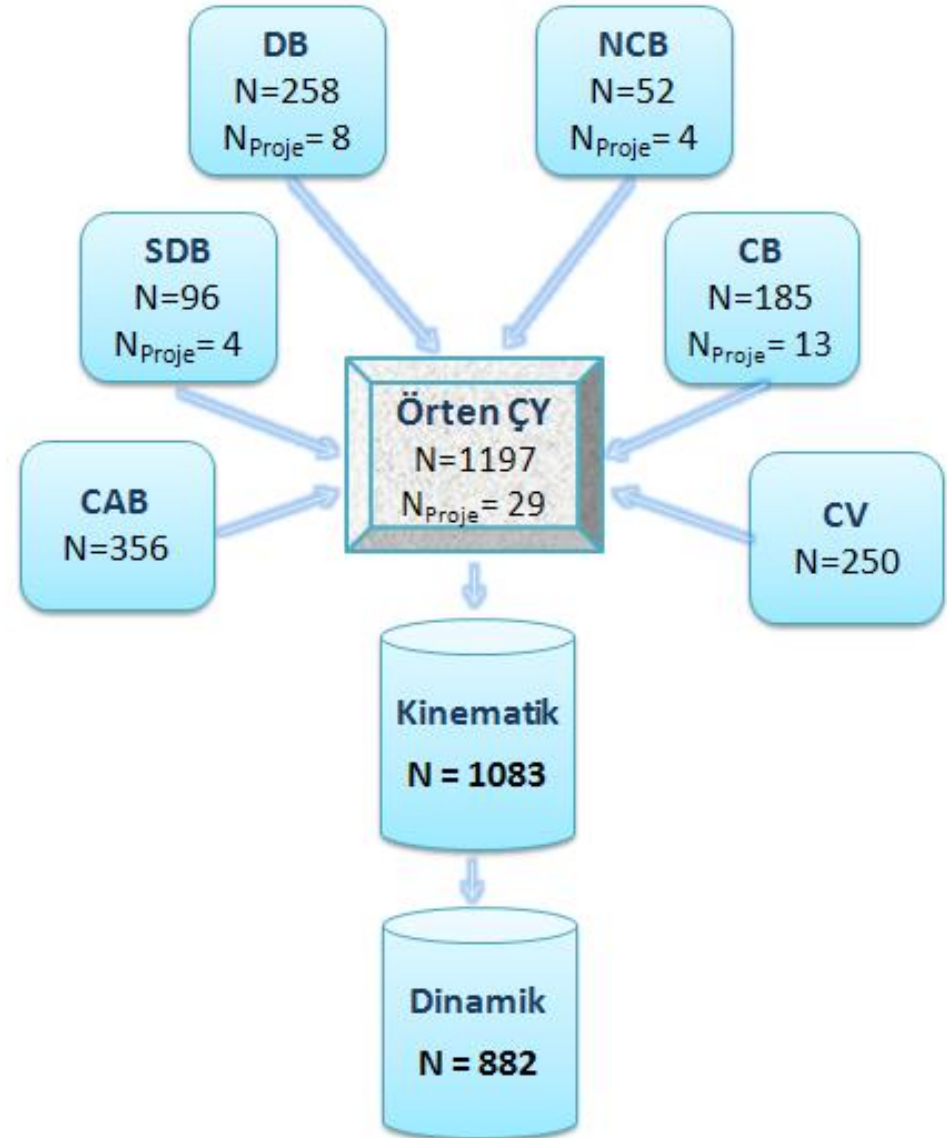 DB
N=258
NProje= 8
NCB
N=52
NProje= 4
SDB
N=96
NProje= 4
CB
N=185
NProje= 13
Örten ÇY
N=1197
NProje= 29
CAB
N=356
CV
N=250
Kinematik
N = 1083
Dinamik
N = 882